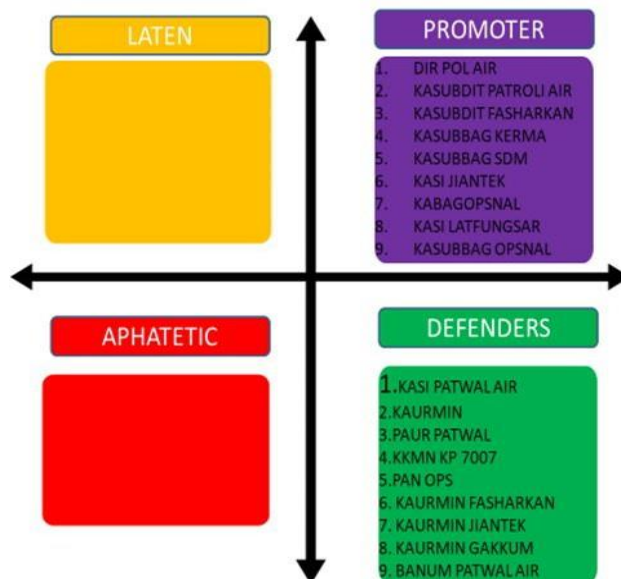 LATEN
PROMOTER
1. DIR POL AIR
2. KASUBDIT PATROLI AIR
3. KASUBDIT FASHARKAN
4. KASUBBAG KERMA
5. KASUBBAG SDM
6. KASI JIANTEK
7. KABAGOPSNAL
8. KASI LATFUNGSAR
9. KASUBBAG OPSNAL
APHATETIC
DEFENDERS
1.KASI PATWAL AIR
2.KAURMIN
3.PAUR PATWAL
4.KKMN KP 7007
5.PAN OPS
6. KAURMIN FASHARKAN
7. KAURMIN JIANTEK
8. KAURMIN GAKKUM
9. BANUM PATWAL AIR